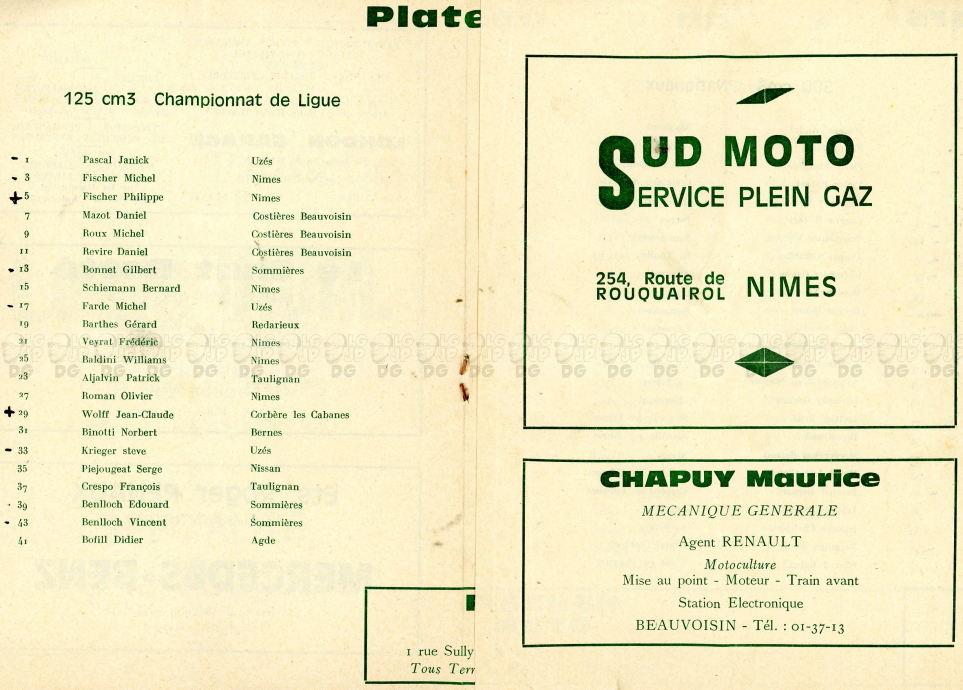 Plate
125 cm3 Championnat de Ligue
1 Pascal Janick Uzés
3 Fischer Michel Nimes
5 Fischer Philippe Nimes
7 Mazot Daniel Costières Beauvoisin
9 Roux Michel Costières Beauvoisin
11 Revire Daniel Costières Beauvoisin
13 Bonnet Gilbert Sommières
15 Schiemann Bernard Nimes
17 Farde Michel Uzés
19 Barthes Gérard Redarieux
21 Veyrat Frédéric Nimes
25 Baldini Williams Nimes
23 Aljalvin Patrick Taulignan
27 Roman Olivier Nimes
29 Wolff Jean-Claude Corbère les Cabanes
31 Binotti Norbert Bernes
33 Krieger steve Uzés
35 Piejougeat Serge Nissan
37 Crespo François Taulignan
39 Benlloch Edouard Sommières
43 Benlloch Vincent Sommières
41 Bofill Didier Agde
1 rue Sully
Tous Terr
SUD MOTO
SERVICE PLEIN GAZ
254, Route de
ROUQUAIROL NIMES
CHAPUY Maurice
MECANIQUE GENERALE
Agent RENAULT
Motoculture
Mise au point - Moteur - Train avant
Station Electronique
BEAUVOISIN - Tél. : 01-37-13